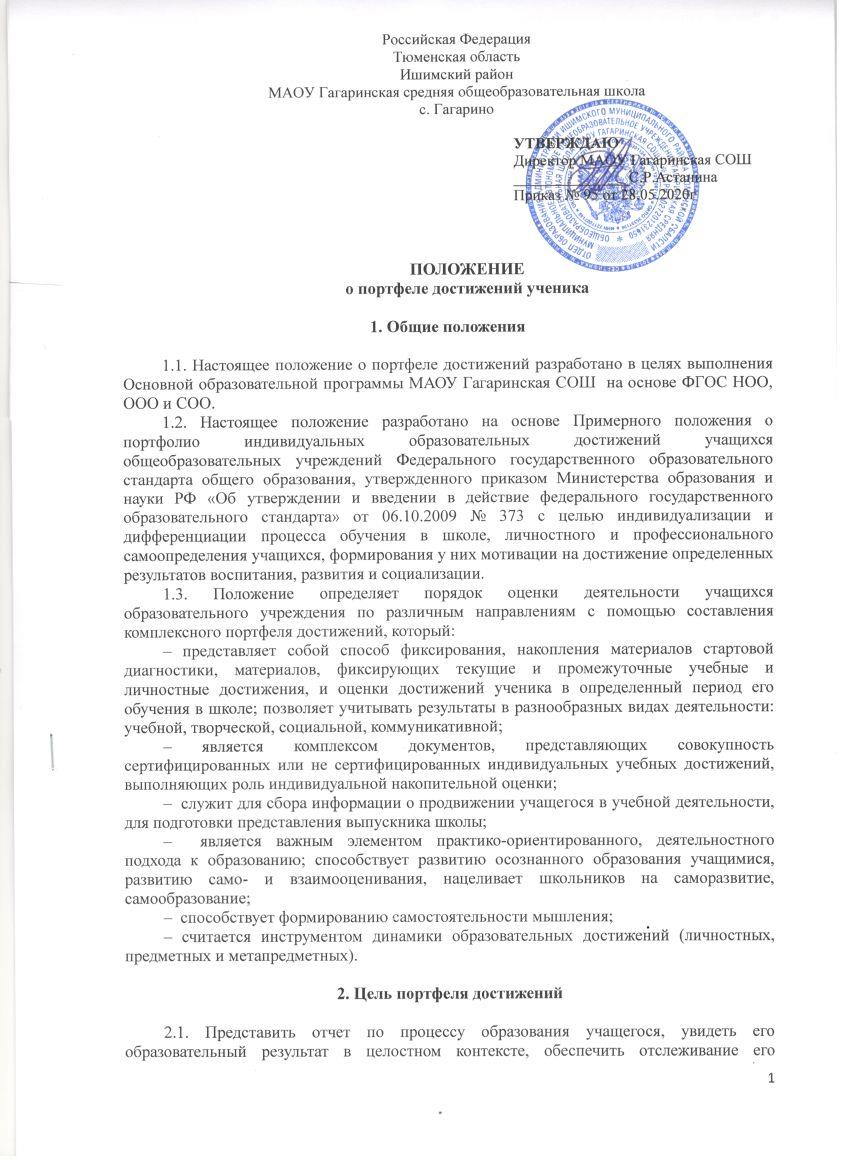 Российская Федерация
Тюменская область
Ишимский район
МАОУ Гагаринская средняя общеобразовательная школа
с. Гагарино
УТВЕРЖДАЮ
Директор МАОУ Гагаринская СОШ
С.Р.Астанина
Приказ № 95 от 28.05.2020г
ПОЛОЖЕНИЕ
о портфеле достижений ученика
1. Общие положения
1.1. Настоящее положение о портфеле достижений разработано в целях выполнения
Основной образовательной программы МАОУ Гагаринская СОШ на основе ФГОС НОО,
ООО и СОО.
1.2. Настоящее положение разработано на основе Примерного положения о
портфолио индивидуальных образовательных достижений учащихся
общеобразовательных учреждений Федерального государственного образовательного
стандарта общего образования, утвержденного приказом Министерства образования и
науки РФ «Об утверждении и введении в действие федерального государственного
образовательного стандарта» от 06.10.2009 № 373 с целью индивидуализации и
дифференциации процесса обучения в школе, личностного и профессионального
самоопределения учащихся, формирования у них мотивации на достижение определенных
результатов воспитания, развития и социализации.
1.3. Положение определяет порядок оценки деятельности учащихся
образовательного учреждения по различным направлениям с помощью составления
комплексного портфеля достижений, который:
– представляет собой способ фиксирования, накопления материалов стартовой
диагностики, материалов, фиксирующих текущие и промежуточные учебные и
личностные достижения, и оценки достижений ученика в определенный период его
обучения в школе; позволяет учитывать результаты в разнообразных видах деятельности:
учебной, творческой, социальной, коммуникативной;
– является комплексом документов, представляющих совокупность
сертифицированных или не сертифицированных индивидуальных учебных достижений,
выполняющих роль индивидуальной накопительной оценки;
– служит для сбора информации о продвижении учащегося в учебной деятельности,
для подготовки представления выпускника школы;
– является важным элементом практико-ориентированного, деятельностного
подхода к образованию; способствует развитию осознанного образования учащимися,
развитию само- и взаимооценивания, нацеливает школьников на саморазвитие,
самообразование;
– способствует формированию самостоятельности мышления;
– считается инструментом динамики образовательных достижений (личностных,
предметных и метапредметных).
2. Цель портфеля достижений
2.1. Представить отчет по процессу образования учащегося, увидеть его
образовательный результат в целостном контексте, обеспечить отслеживание его
1